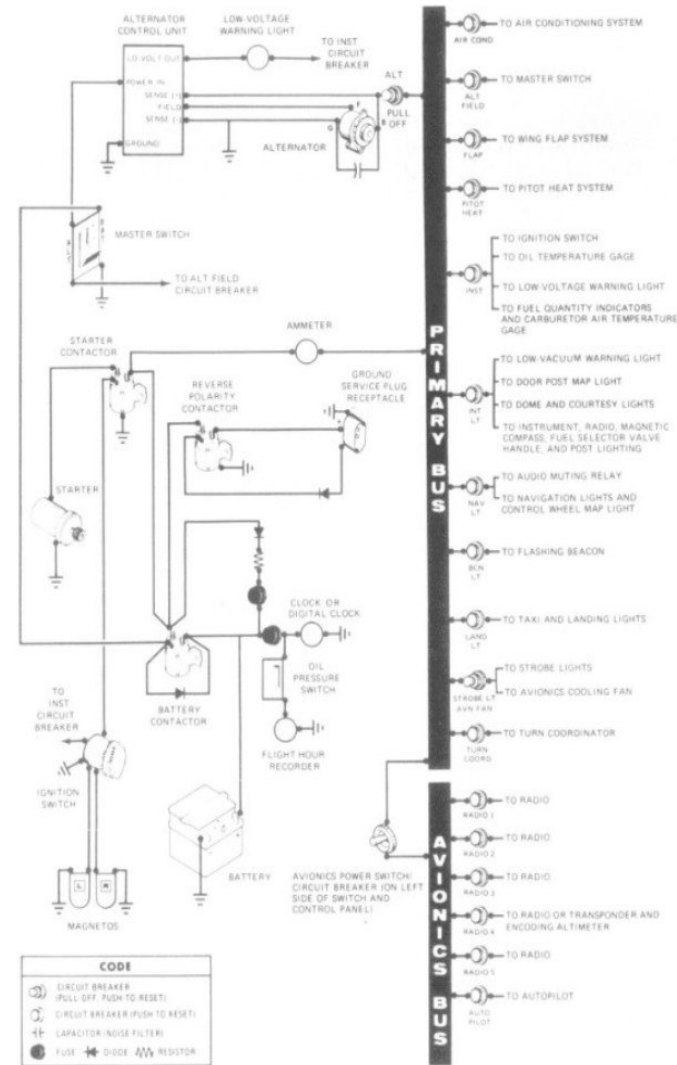 ALTERNATOR
CONTROL UNIT
LOW-VOLTAGE
WARNING LIGHT
TO INST
CIRCUIT
BREAKER
LO VOLT OUT
POWER IN
SENSE (+)
FIELD
SENSE (-)
GROUND
F
G
B
ALTERNATOR
ALT
PULL
OFF
MASTER SWITCH
TO ALT FIELD
CIRCUIT BREAKER
STARTER
CONTACTOR
AMMETER
REVERSE
POLARITY
CONTACTOR
GROUND
SERVICE PLUG
RECEPTACLE
STARTER
CLOCK OR
DIGITAL CLOCK
OIL
PRESSURE
SWITCH
FLIGHT HOUR
RECORDER
BATTERY
CONTACTOR
TO
INST
CIRCUIT
BREAKER
IGNITION
SWITCH
L
R
MAGNETOS
BATTERY
AVIONICS POWER SWITCH/
CIRCUIT BREAKER (ON LEFT
SIDE OF SWITCH AND
CONTROL PANEL)
PRIMARY BUS
AIR COND
TO AIR CONDITIONING SYSTEM
ALT
FIELD
TO MASTER SWITCH
FLAP
TO WING FLAP SYSTEM
PITOT
HEAT
TO PITOT HEAT SYSTEM
INST
TO IGNITION SWITCH
TO OIL TEMPERATURE GAGE
TO LOW-VOLTAGE WARNING LIGHT
TO FUEL QUANTITY INDICATORS
AND CARBURETOR AIR TEMPERATURE
GAGE
INT
LT
TO LOW-VACUUM WARNING LIGHT
TO DOOR POST MAP LIGHT
TO DOME AND COURTESY LIGHTS
TO INSTRUMENT, RADIO, MAGNETIC
COMPASS, FUEL SELECTOR VALVE
HANDLE, AND POST LIGHTING
NAV
LT
TO AUDIO MUTING RELAY
TO NAVIGATION LIGHTS AND
CONTROL WHEEL MAP LIGHT
BCN
LT
TO FLASHING BEACON
LAND
LT
TO TAXI AND LANDING LIGHTS
STROBE LT
AVN FAN
TO STROBE LIGHTS
TO AVIONICS COOLING FAN
TURN
COORD
TO TURN COORDINATOR
AVIONICS BUS
RADIO 1
TO RADIO
RADIO 2
TO RADIO
RADIO 3
TO RADIO
RADIO 4
TO RADIO OR TRANSPONDER AND
ENCODING ALTIMETER
RADIO 5
TO RADIO
AUTO
PILOT
TO AUTOPILOT
CODE
CIRCUIT BREAKER
(PULL-OFF, PUSH TO RESET)
CIRCUIT BREAKER (PUSH TO RESET)
CAPACITOR (NOISE FILTER)
FUSE
DIODE
RESISTOR